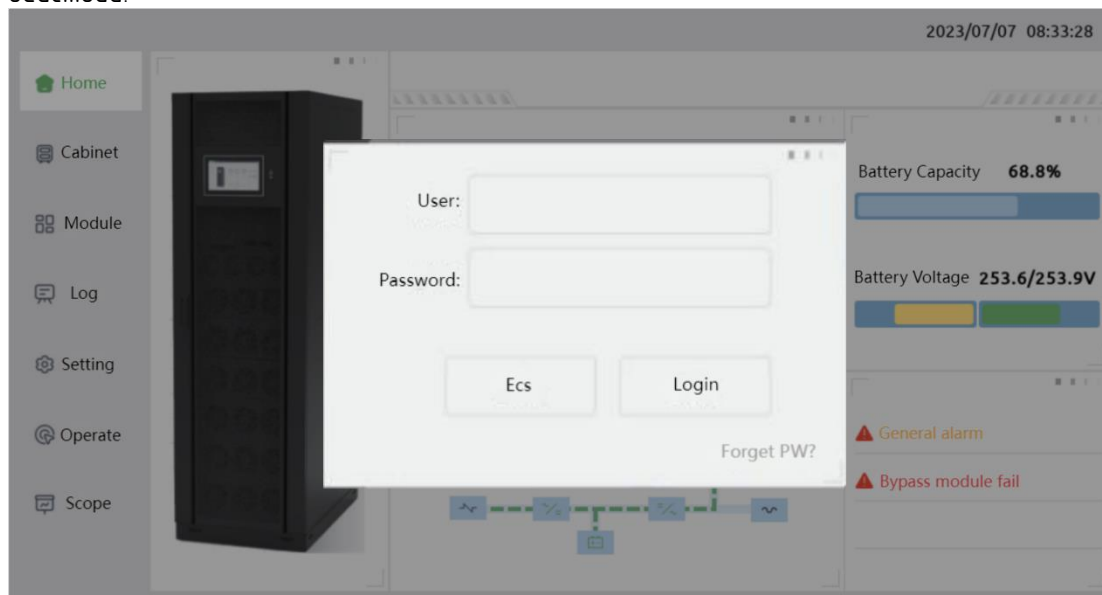 2023/07/07 08:33:28
Home
Cabinet
Module
Log
Setting
Operate
Scope
User:
Password:
Ecs
Login
Forget PW?
Battery Capacity 68.8%
Battery Voltage 253.6/253.9V
General alarm
Bypass module fail